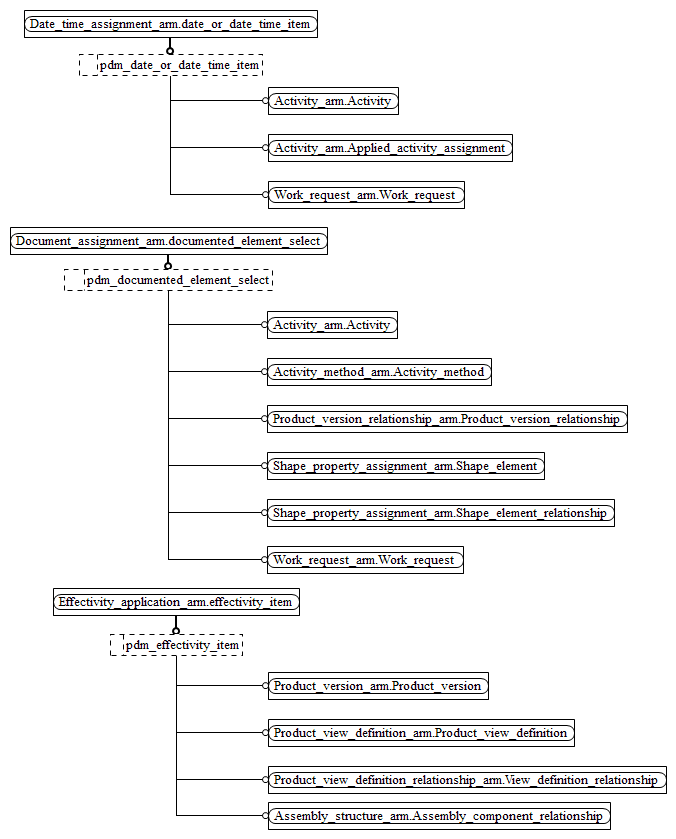 Date_time_assignment_arm.date_or_date_time_item
pdm_date_or_date_time_item
Activity_arm.Activity
Activity_arm.Applied_activity_assignment
Work_request_arm.Work_request
Document_assignment_arm.documented_element_select
pdm_documented_element_select
Activity_arm.Activity
Activity_method_arm.Activity_method
Product_version_relationship_arm.Product_version_relationship
Shape_property_assignment_arm.Shape_element
Shape_property_assignment_arm.Shape_element_relationship
Work_request_arm.Work_request
Effectivity_application_arm.effectivity_item
pdm_effectivity_item
Product_version_arm.Product_version
Product_view_definition_arm.Product_view_definition
Product_view_definition_relationship_arm.View_definition_relationship
Assembly_structure_arm.Assembly_component_relationship